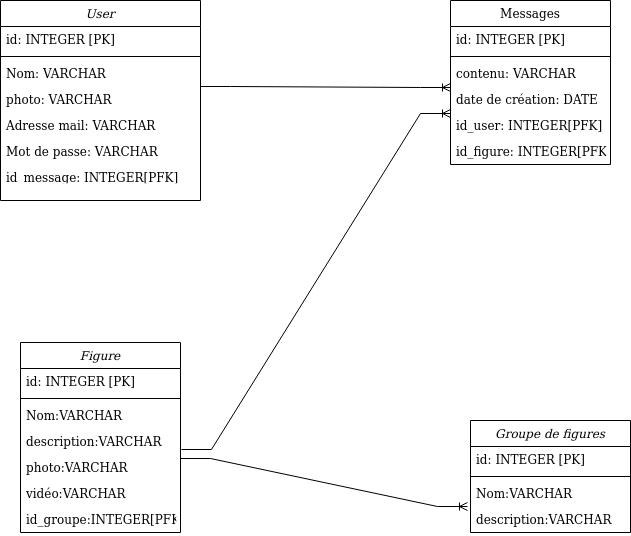 User
id: INTEGER [PK]
Nom: VARCHAR
photo: VARCHAR
Adresse mail: VARCHAR
Mot de passe: VARCHAR
id_message: INTEGER[PFK]
Messages
id: INTEGER [PK]
contenu: VARCHAR
date de création: DATE
id_user: INTEGER[PFK]
id_figure: INTEGER[PFK
Figure
id: INTEGER [PK]
Nom:VARCHAR
description:VARCHAR
photo:VARCHAR
vidéo:VARCHAR
id_groupe:INTEGER[PFK
Groupe de figures
id: INTEGER [PK]
Nom:VARCHAR
description:VARCHAR